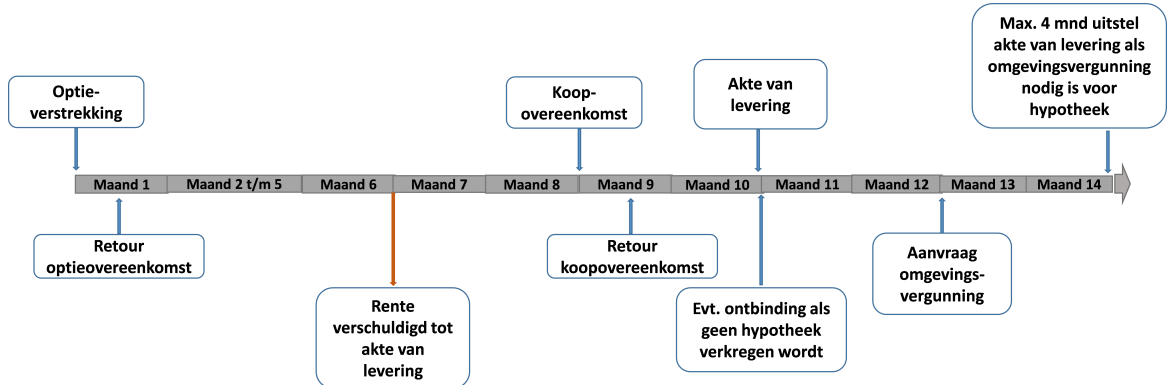 Optie-
verstrekking
Koop-
overeenkomst
Akte van
levering
Max. 4 mnd uitstel
akte van levering als
omgevingsvergunning
nodig is voor
hypotheek
Maand 1
Maand 2 t/m 5
Maand 6
Maand 7
Maand 8
Maand 9
Maand 10
Maand 11
Maand 12
Maand 13
Maand 14
Retour
optieovereenkomst
Rente
verschuldigd tot
akte van
levering
Retour
koopovereenkomst
Evt. ontbinding als
geen hypotheek
verkregen wordt
Aanvraag
omgevings-
vergunning